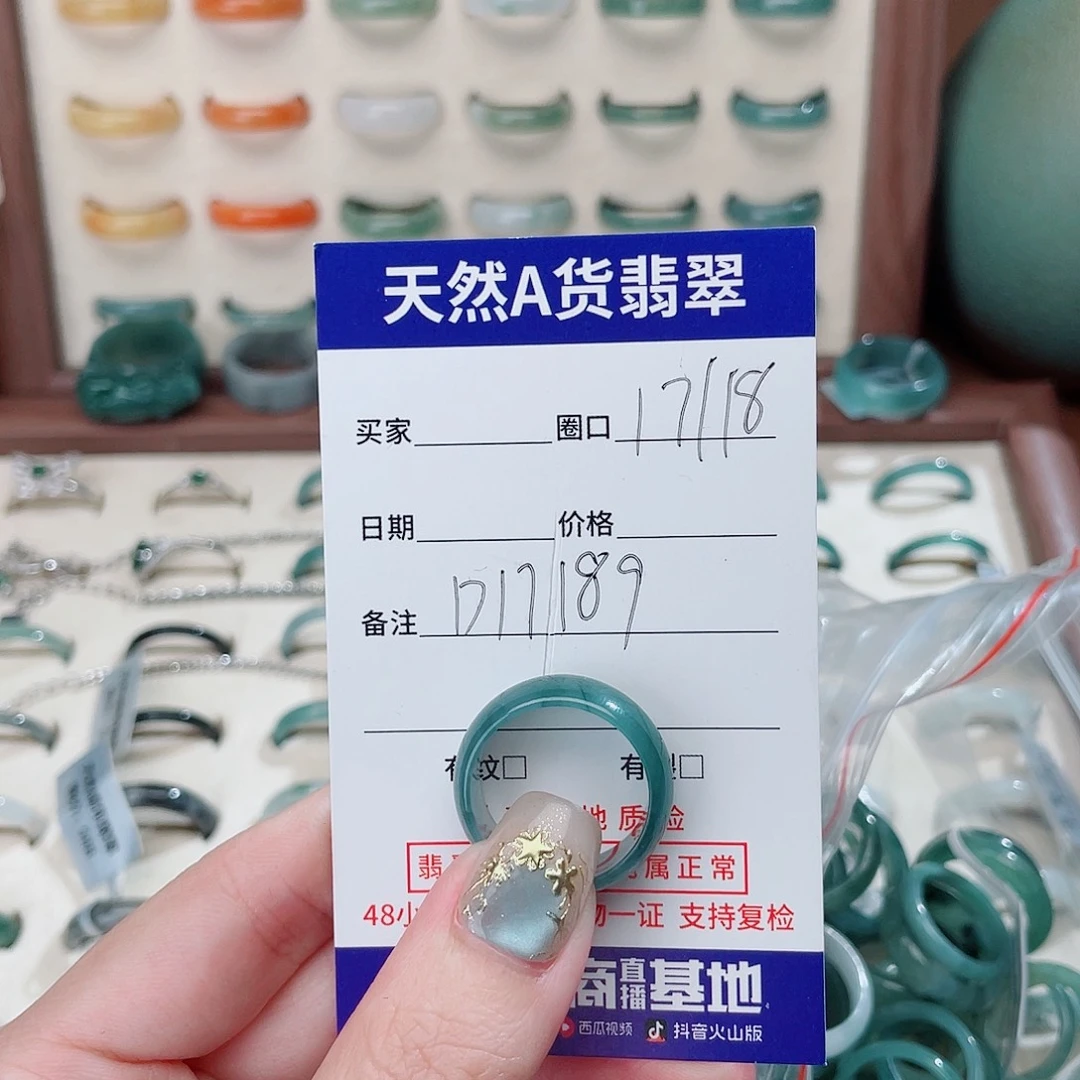 天然A货翡翠
买家 圈口 17/18
日期 价格
备注 D17189
有纹□ 有裂□
地质检
翡 属正常
48小 物一证 支持复检
商直播基地
西瓜视频 抖音火山版